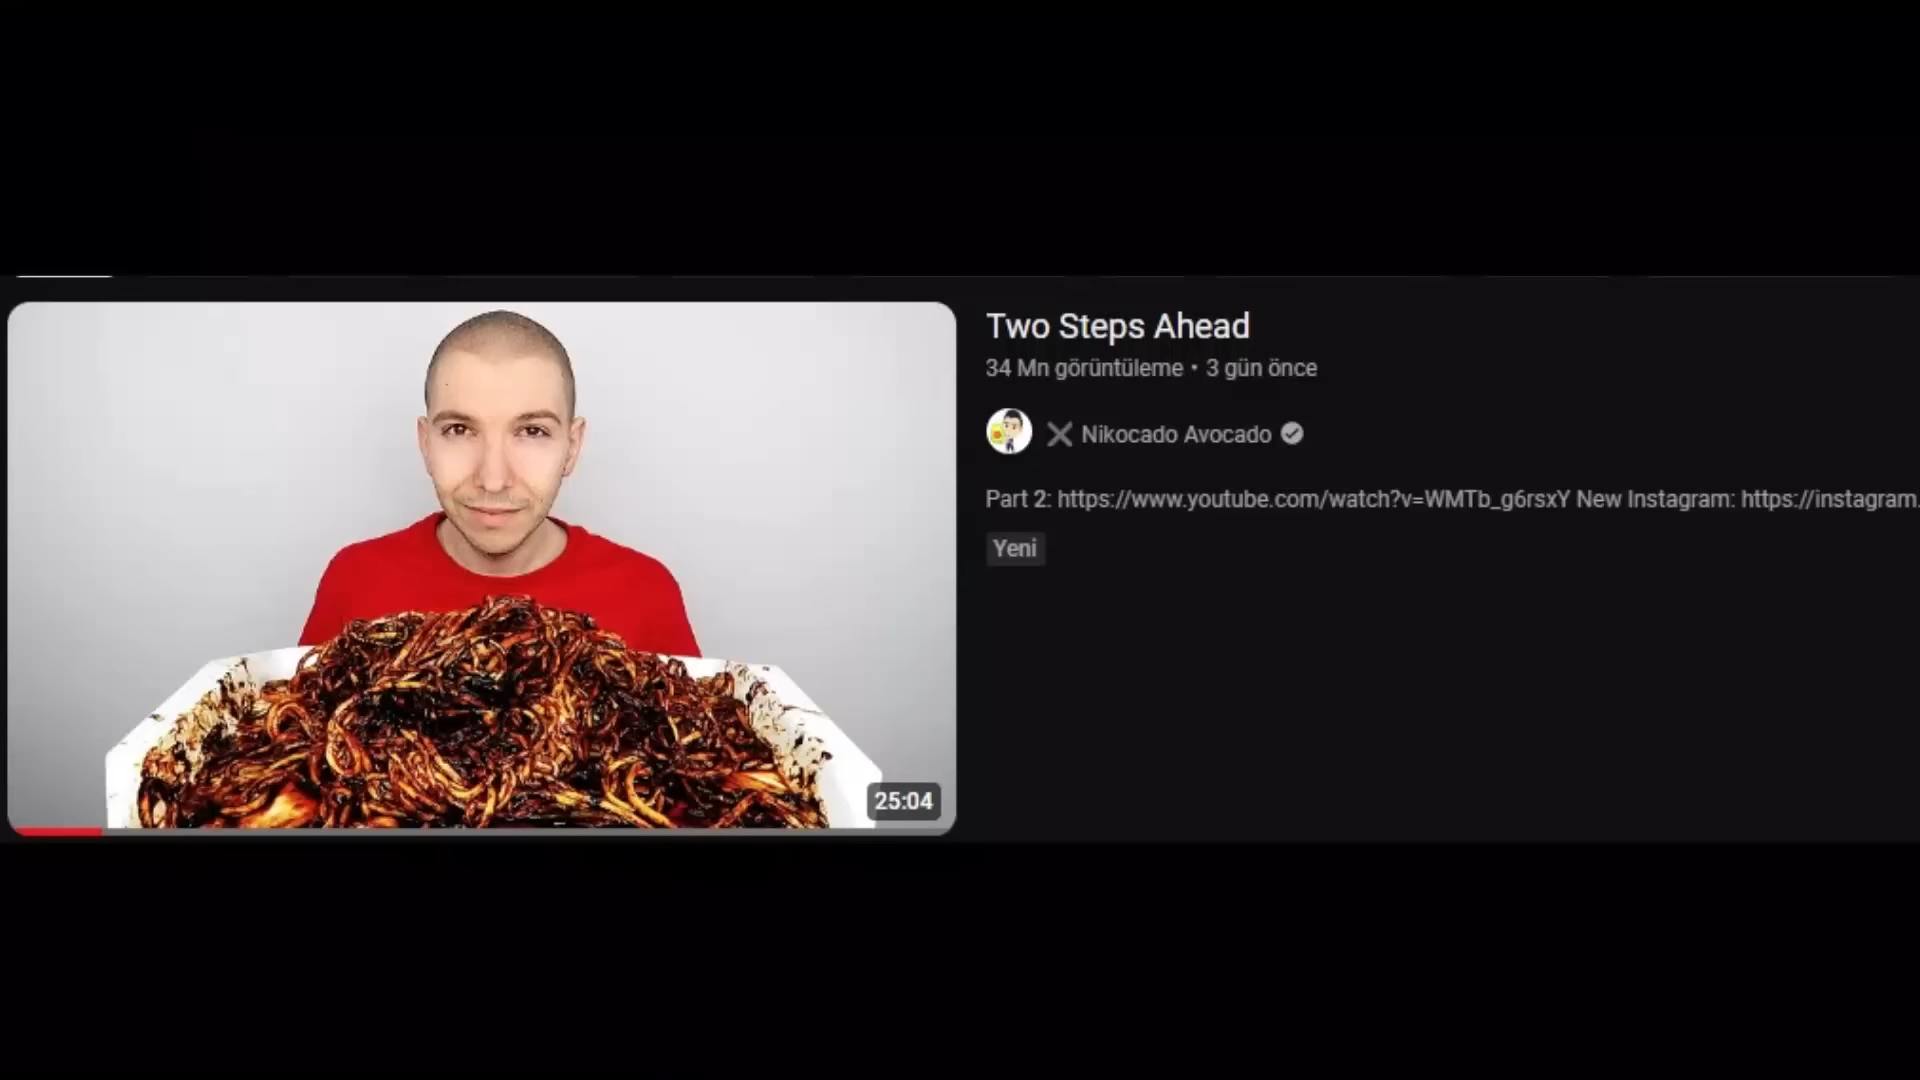 Two Steps Ahead
34 Mn görüntüleme • 3 gün önce
Nikocado Avocado
Part 2: https://www.youtube.com/watch?v=WMTb_g6rsxY New Instagram: https://instagram.
Yeni
25:04